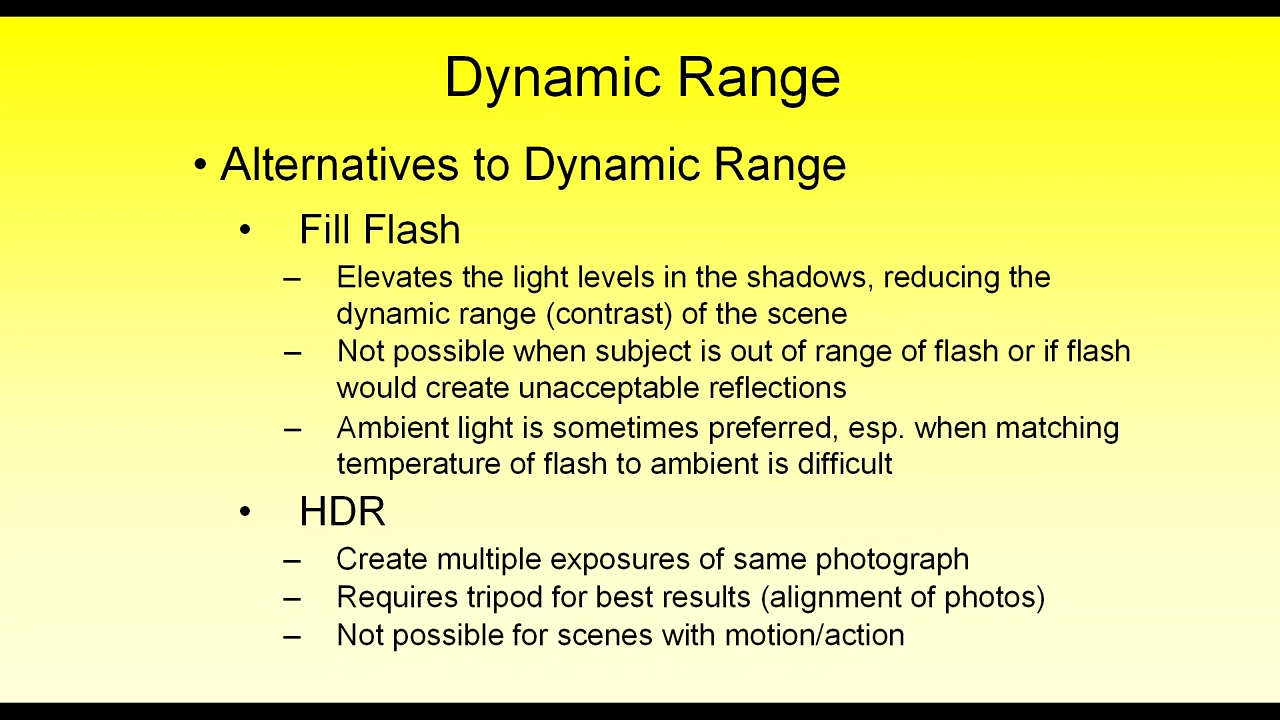 Dynamic Range
• Alternatives to Dynamic Range
• Fill Flash
– Elevates the light levels in the shadows, reducing the
dynamic range (contrast) of the scene
– Not possible when subject is out of range of flash or if flash
would create unacceptable reflections
– Ambient light is sometimes preferred, esp. when matching
temperature of flash to ambient is difficult
• HDR
– Create multiple exposures of same photograph
– Requires tripod for best results (alignment of photos)
– Not possible for scenes with motion/action